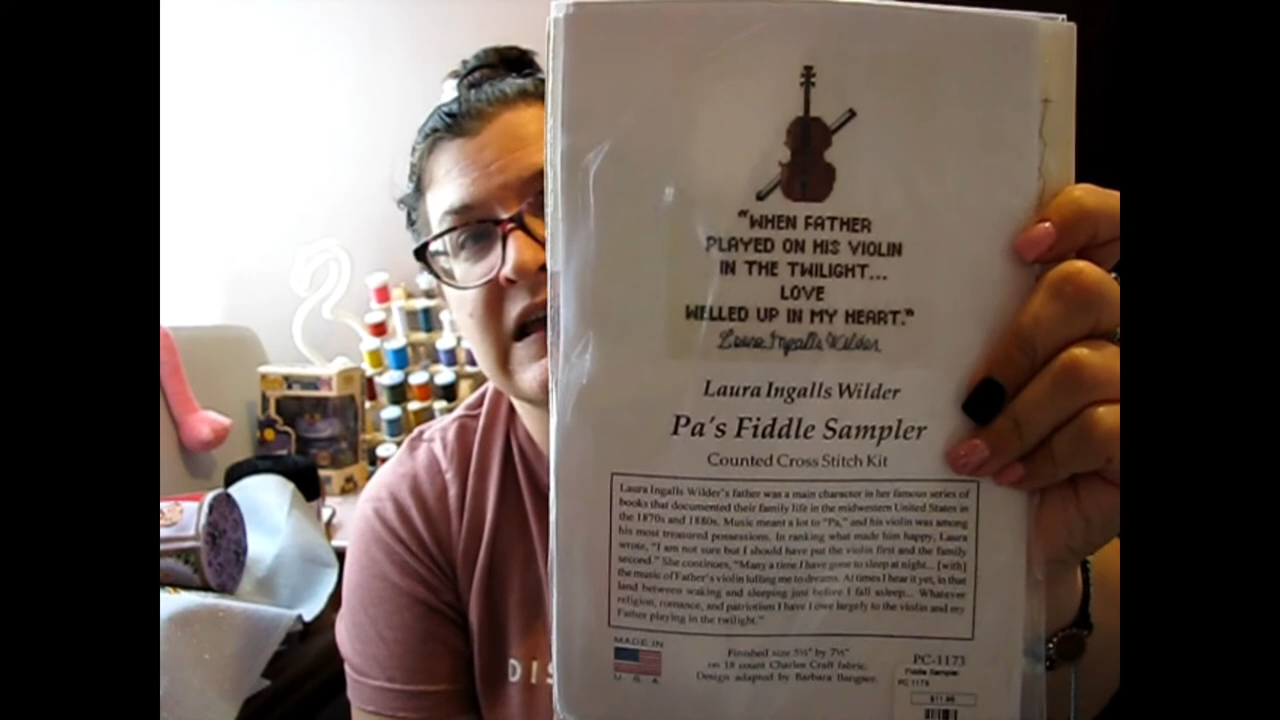 "WHEN FATHER
PLAYED ON HIS VIOLIN
IN THE TWILIGHT...
LOVE
WELLED UP IN MY HEART."
Laura Ingalls Wilder
Laura Ingalls Wilder
Pa's Fiddle Sampler
Counted Cross Stitch Kit
Laura Ingalls Wilder's father was a main character in her famous series of
books that documented their family life in the midwestern United States in
the 1870s and 1880s. Music meant a lot to "Pa," and his violin was among
his most treasured possessions. In ranking what made him happy, Laura
wrote, "I am not sure but I should have put the violin first and the family
second." She continues, "Many a time I have gone to sleep at night... [with]
the music of Father's violin lulling me to dreams. At times I hear it yet, in that
land between waking and sleeping just before I fall asleep... Whatever
religion, romance, and patriotism I have I owe largely to the violin and my
Father playing in the twilight."
MADE IN
U. S. A.
Finished size 5½" by 7½"
on 18 count Charles Craft fabric.
Design adapted by Barbara Bangser.
PC-1173
Fiddle Sampler
PC 1173
$11.95
DIS